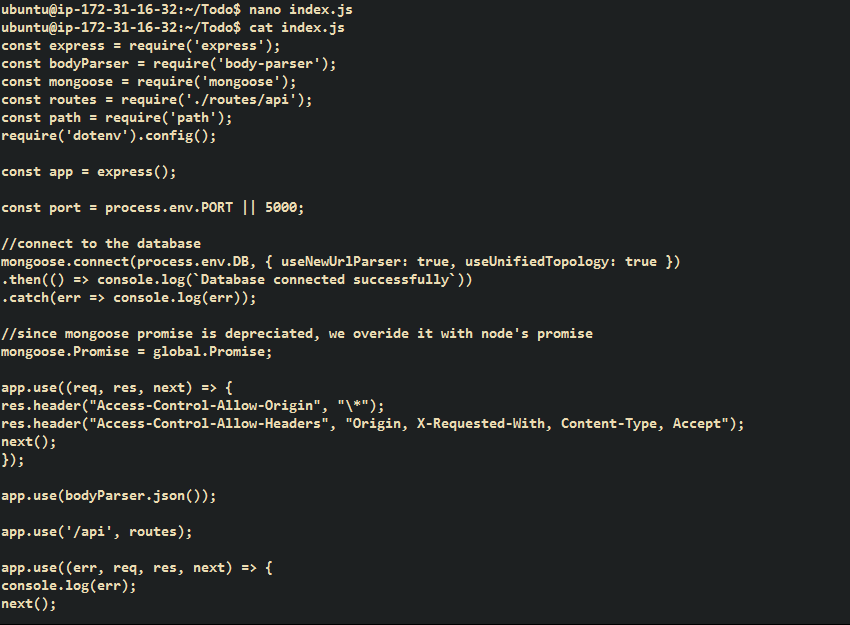 ubuntu@ip-172-31-16-32:~/Todo$ nano index.js
ubuntu@ip-172-31-16-32:~/Todo$ cat index.js
const express = require('express');
const bodyParser = require('body-parser');
const mongoose = require('mongoose');
const routes = require('./routes/api');
const path = require('path');
require('dotenv').config();
const app = express();
const port = process.env.PORT || 5000;
//connect to the database
mongoose.connect(process.env.DB, { useNewUrlParser: true, useUnifiedTopology: true })
.then(() => console.log(`Database connected successfully`))
.catch(err => console.log(err));
//since mongoose promise is depreciated, we overide it with node's promise
mongoose.Promise = global.Promise;
app.use((req, res, next) => {
res.header("Access-Control-Allow-Origin", "\*");
res.header("Access-Control-Allow-Headers", "Origin, X-Requested-With, Content-Type, Accept");
next();
});
app.use(bodyParser.json());
app.use('/api', routes);
app.use((err, req, res, next) => {
console.log(err);
next();